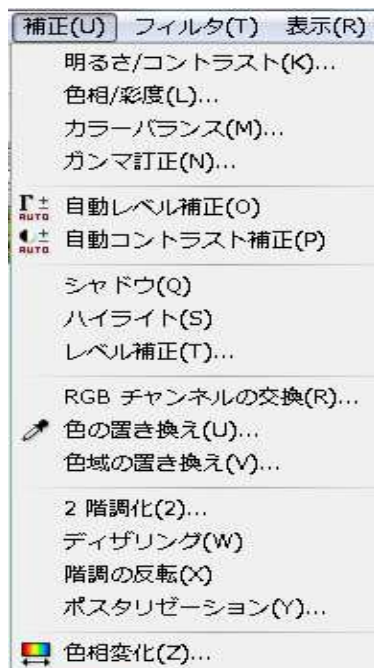 補正(U) フィルタ(T) 表示(R)
明るさ/コントラスト(K)...
色相/彩度(L)...
カラーバランス(M)...
ガンマ訂正(N)...
Γ± AUTO 自動レベル補正(O)
± AUTO 自動コントラスト補正(P)
シャドウ(Q)
ハイライト(S)
レベル補正(T)...
RGB チャンネルの交換(R)...
色の置き換え(U)...
色域の置き換え(V)...
2 階調化(2)...
ディザリング(W)
階調の反転(X)
ポスタリゼーション(Y)...
色相変化(Z)...